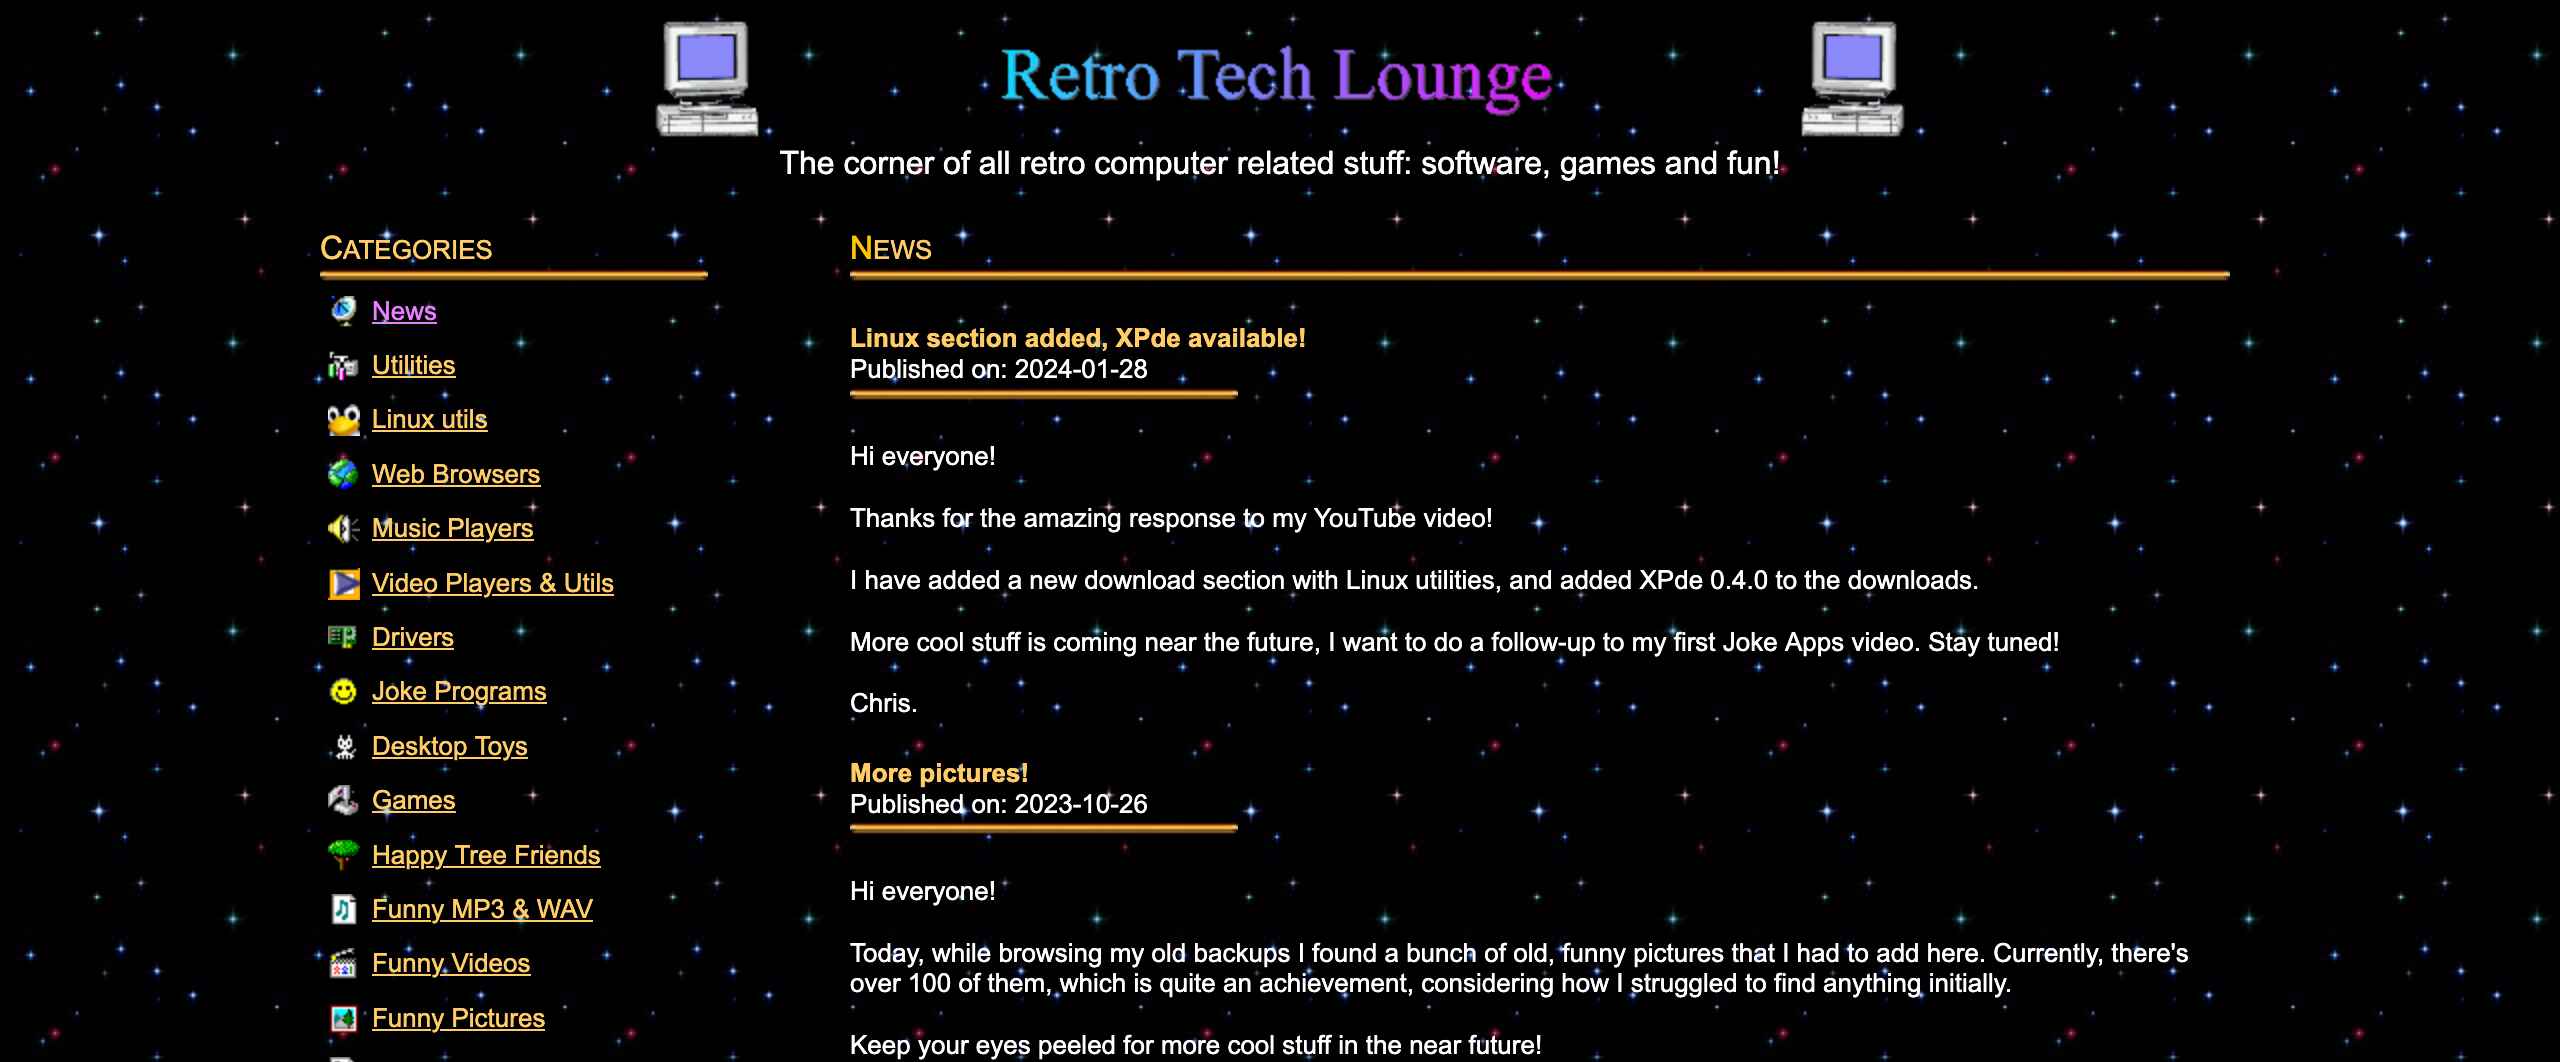 Retro Tech Lounge
The corner of all retro computer related stuff: software, games and fun!
CATEGORIES
News
Utilities
Linux utils
Web Browsers
Music Players
Video Players & Utils
Drivers
Joke Programs
Desktop Toys
Games
Happy Tree Friends
Funny MP3 & WAV
Funny Videos
Funny Pictures
NEWS
Linux section added, XPde available!
Published on: 2024-01-28
Hi everyone!
Thanks for the amazing response to my YouTube video!
I have added a new download section with Linux utilities, and added XPde 0.4.0 to the downloads.
More cool stuff is coming near the future, I want to do a follow-up to my first Joke Apps video. Stay tuned!
Chris.
More pictures!
Published on: 2023-10-26
Hi everyone!
Today, while browsing my old backups I found a bunch of old, funny pictures that I had to add here. Currently, there's
over 100 of them, which is quite an achievement, considering how I struggled to find anything initially.
Keep your eyes peeled for more cool stuff in the near future!